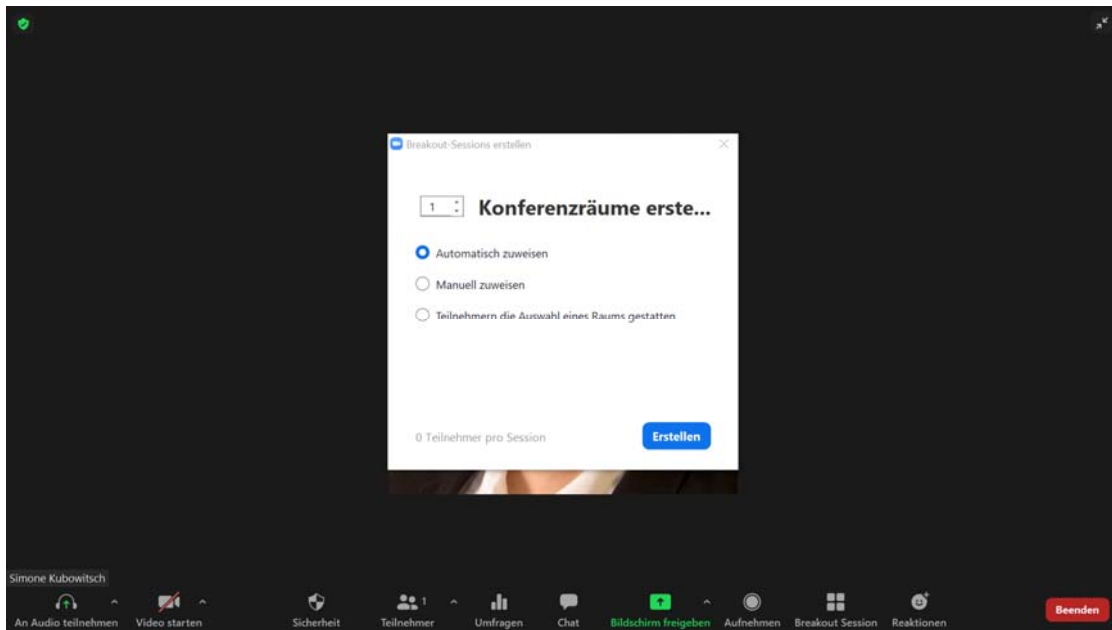 Breakout-Sessions erstellen
1 Konferenzräume erste...
Automatisch zuweisen
Manuell zuweisen
Teilnehmern die Auswahl eines Raums gestatten
0 Teilnehmer pro Session
Erstellen
Simone Kubowitsch
1
An Audio teilnehmen Video starten Sicherheit Teilnehmer Umfragen Chat Bildschirm freigeben Aufnehmen Breakout Session Reaktionen Beenden